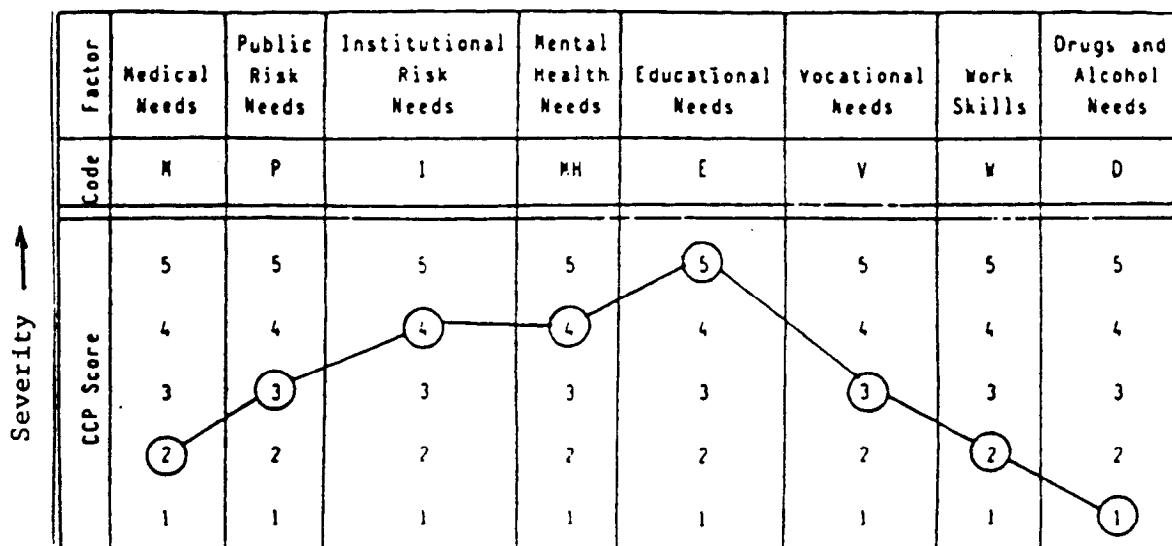 Factor
Medical Needs
Public Risk Needs
Institutional Risk Needs
Mental Health Needs
Educational Needs
Vocational Needs
Work Skills
Drugs and Alcohol Needs
Code M P I MH E V W D
Severity
CCP Score
5 5 5 5 5 5 5 5
4 4 4 4 4 4 4 4
3 3 3 3 3 3 3 3
2 2 2 2 2 2 2 2
1 1 1 1 1 1 1 1